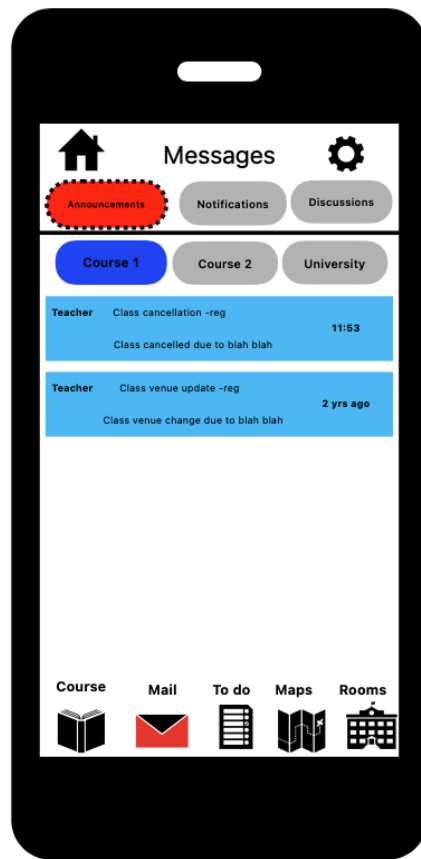 Messages
Announcements Notifications Discussions
Course 1 Course 2 University
Teacher Class cancellation -reg
11:53
Class cancelled due to blah blah
Teacher Class venue update -reg
2 yrs ago
Class venue change due to blah blah
Course Mail To do Maps Rooms